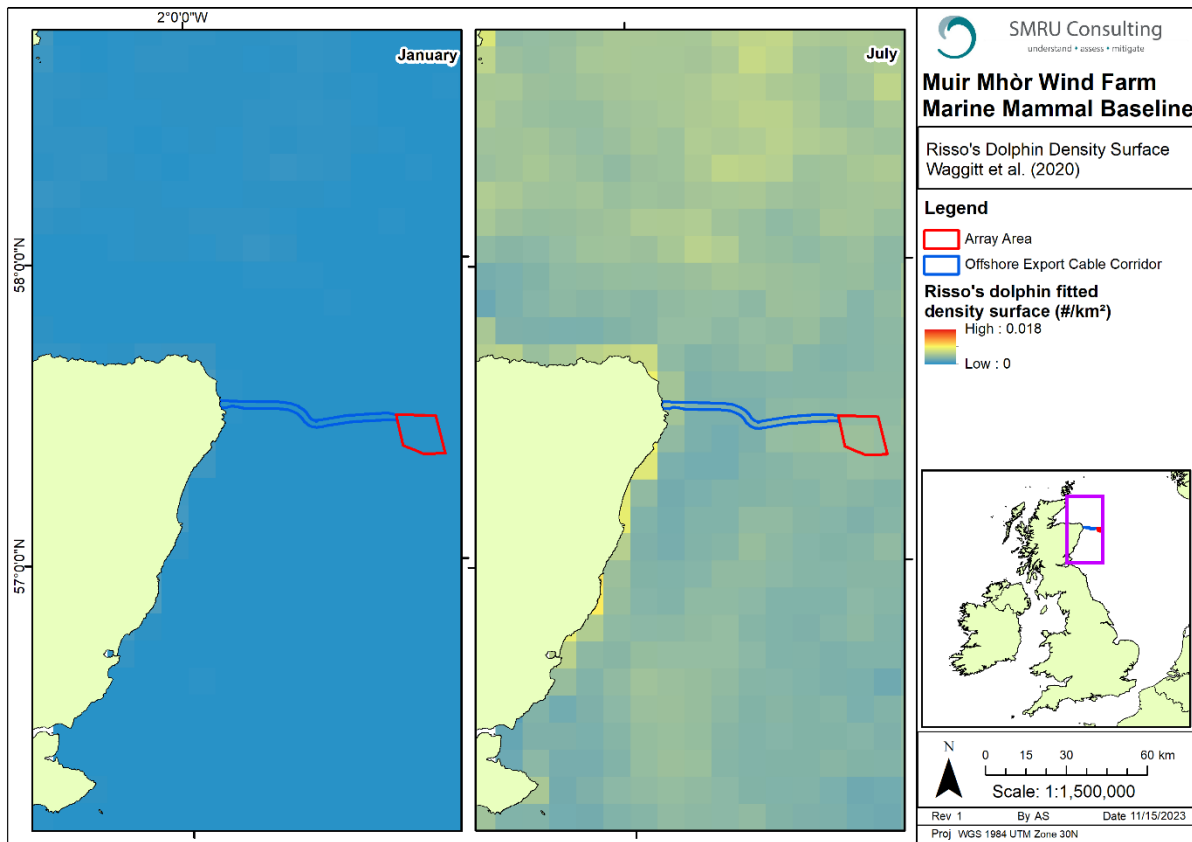 2°0'0"W
January
July
58°0'0"N
57°0'0"N
SMRU Consulting
understand • assess • mitigate
Muir Mhòr Wind Farm
Marine Mammal Baseline
Risso's Dolphin Density Surface
Waggitt et al. (2020)
Legend
Array Area
Offshore Export Cable Corridor
Risso's dolphin fitted
density surface (#/km²)
High : 0.018
Low : 0
N
0 15 30 60 km
Scale: 1:1,500,000
Rev 1 By AS Date 11/15/2023
Proj WGS 1984 UTM Zone 30N